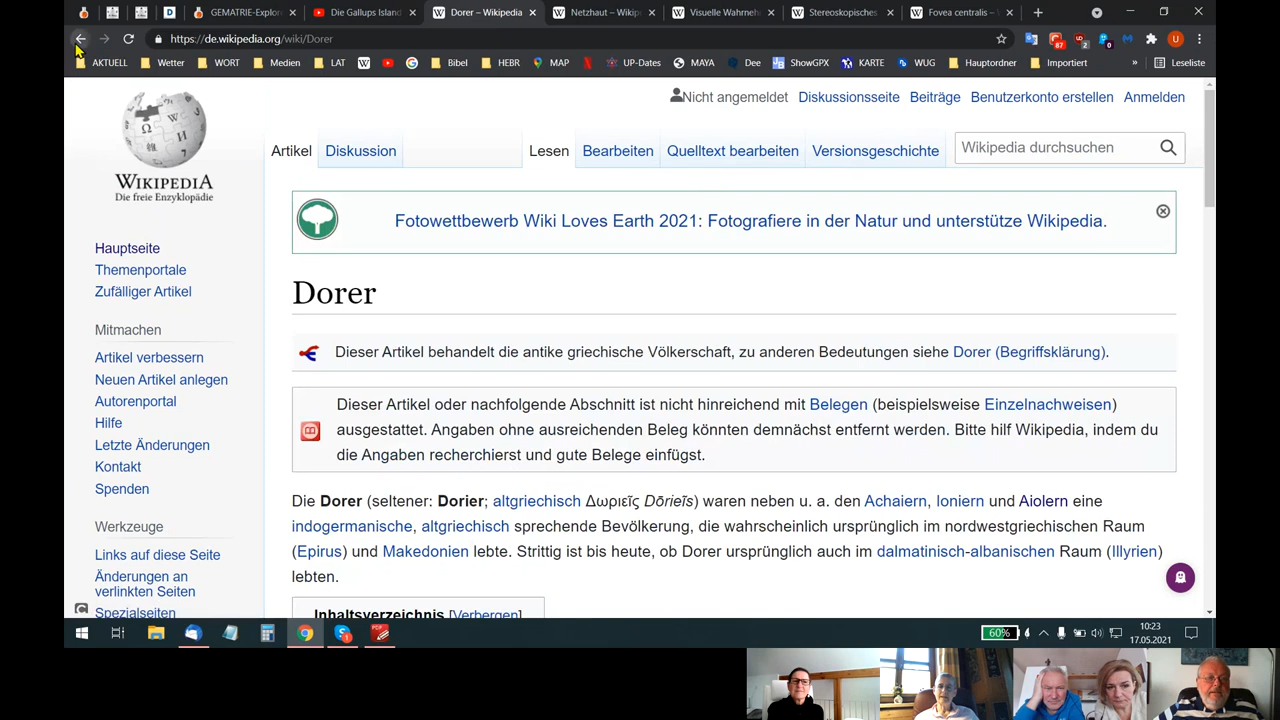 GEMATRIE-Explor
Die Gallups Island
Dorer – Wikipedia
Netzhaut – Wikipe
Visuelle Wahrneh
Stereoskopisches
Fovea centralis – W
https://de.wikipedia.org/wiki/Dorer
87
2
0
U
AKTUELL
Wetter
WORT
Medien
LAT
Bibel
HEBR
MAP
UP-Dates
MAYA
Dee
ShowGPX
KARTE
WUG
Hauptordner
Importiert
»
Leseliste
Nicht angemeldet
Diskussionsseite
Beiträge
Benutzerkonto erstellen
Anmelden
WIKIPEDIA
Die freie Enzyklopädie
Artikel
Diskussion
Lesen
Bearbeiten
Quelltext bearbeiten
Versionsgeschichte
Wikipedia durchsuchen
Fotowettbewerb Wiki Loves Earth 2021: Fotografiere in der Natur und unterstütze Wikipedia.
Hauptseite
Themenportale
Zufälliger Artikel
Mitmachen
Artikel verbessern
Neuen Artikel anlegen
Autorenportal
Hilfe
Letzte Änderungen
Kontakt
Spenden
Werkzeuge
Links auf diese Seite
Änderungen an
verlinkten Seiten
Spezialseiten
Dorer
Dieser Artikel behandelt die antike griechische Völkerschaft, zu anderen Bedeutungen siehe Dorer (Begriffsklärung).
Dieser Artikel oder nachfolgende Abschnitt ist nicht hinreichend mit Belegen (beispielsweise Einzelnachweisen)
ausgestattet. Angaben ohne ausreichenden Beleg könnten demnächst entfernt werden. Bitte hilf Wikipedia, indem du
die Angaben recherchierst und gute Belege einfügst.
Die Dorer (seltener: Dorier; altgriechisch Δωριεῖς Dōrieīs) waren neben u. a. den Achaiern, Ioniern und Aiolern eine
indogermanische, altgriechisch sprechende Bevölkerung, die wahrscheinlich ursprünglich im nordwestgriechischen Raum
(Epirus) und Makedonien lebte. Strittig ist bis heute, ob Dorer ursprünglich auch im dalmatinisch-albanischen Raum (Illyrien)
lebten.
Inhaltsverzeichnis [Verbergen]
60%
10:23
17.05.2021